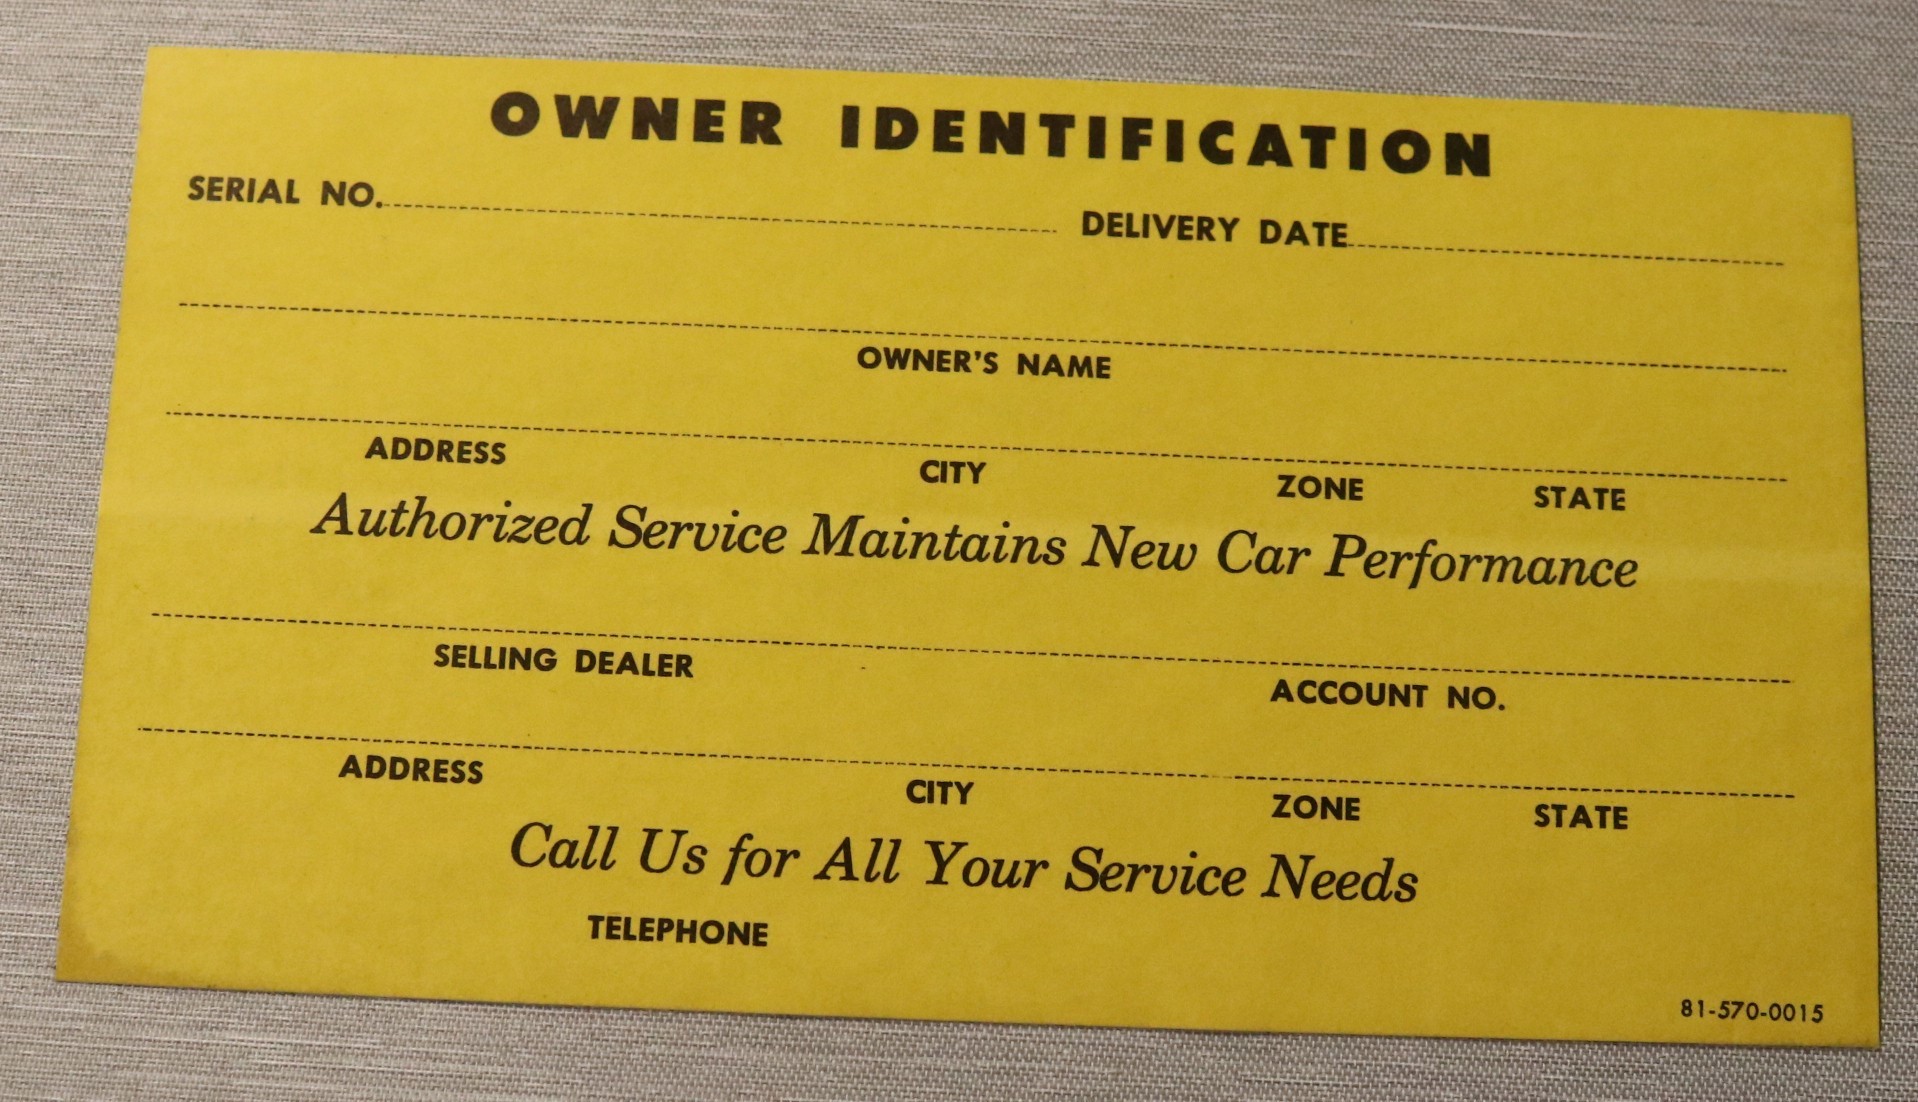 OWNER IDENTIFICATION
SERIAL NO. DELIVERY DATE
OWNER'S NAME
ADDRESS CITY ZONE STATE
Authorized Service Maintains New Car Performance
SELLING DEALER ACCOUNT NO.
ADDRESS CITY ZONE STATE
Call Us for All Your Service Needs
TELEPHONE
81-570-0015